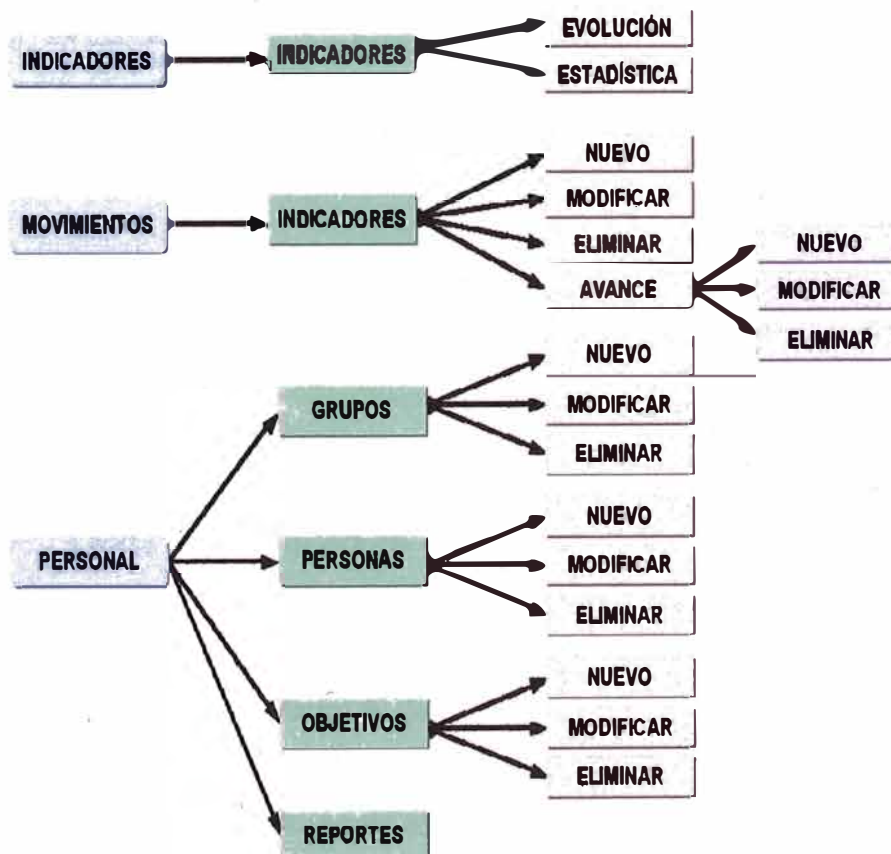 INDICADORES
INDICADORES
EVOLUCIÓN
ESTADÍSTICA
MOVIMIENTOS
INDICADORES
NUEVO
MODIFICAR
ELIMINAR
AVANCE
NUEVO
MODIFICAR
ELIMINAR
PERSONAL
GRUPOS
NUEVO
MODIFICAR
ELIMINAR
PERSONAS
NUEVO
MODIFICAR
ELIMINAR
OBJETIVOS
NUEVO
MODIFICAR
ELIMINAR
REPORTES